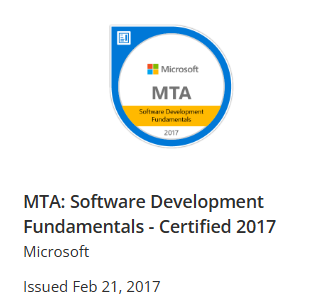 Microsoft
MTA
Software Development
Fundamentals
2017
MTA: Software Development
Fundamentals - Certified 2017
Microsoft
Issued Feb 21, 2017